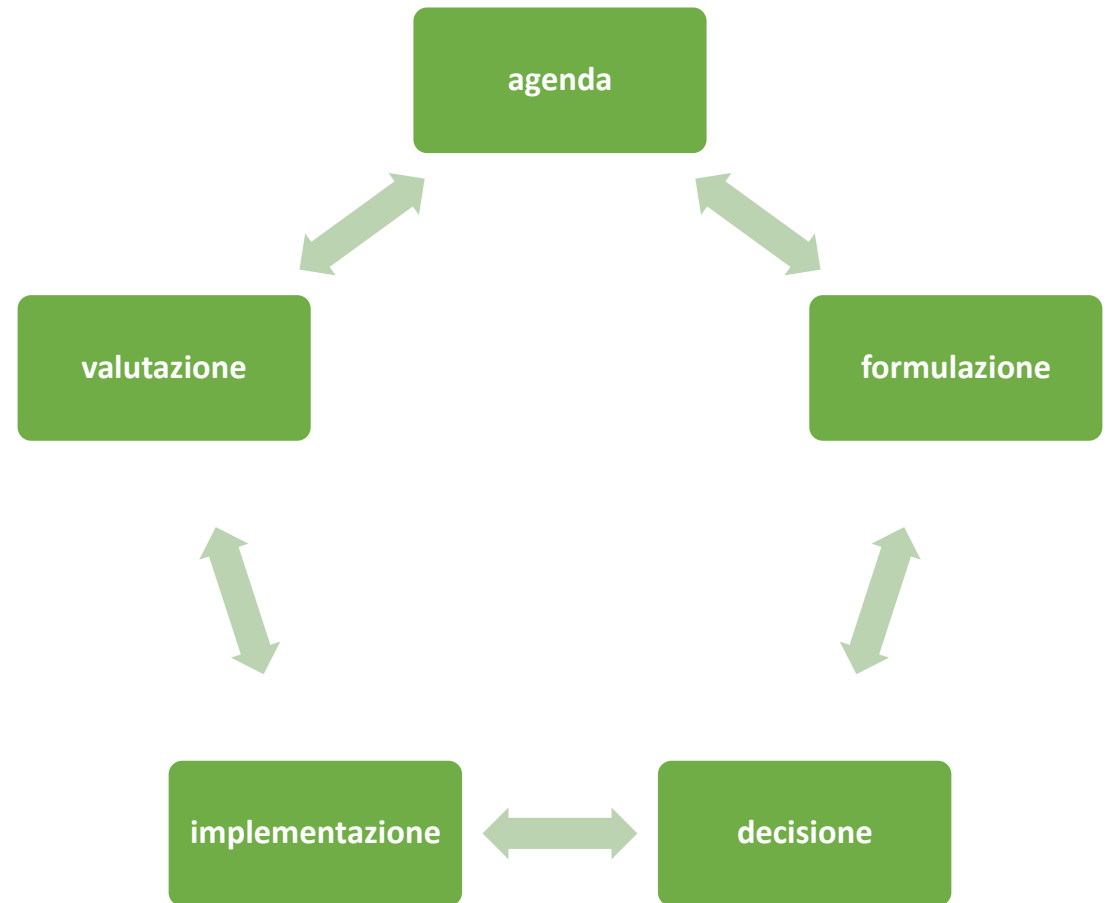 agenda
valutazione
formulazione
implementazione
decisione